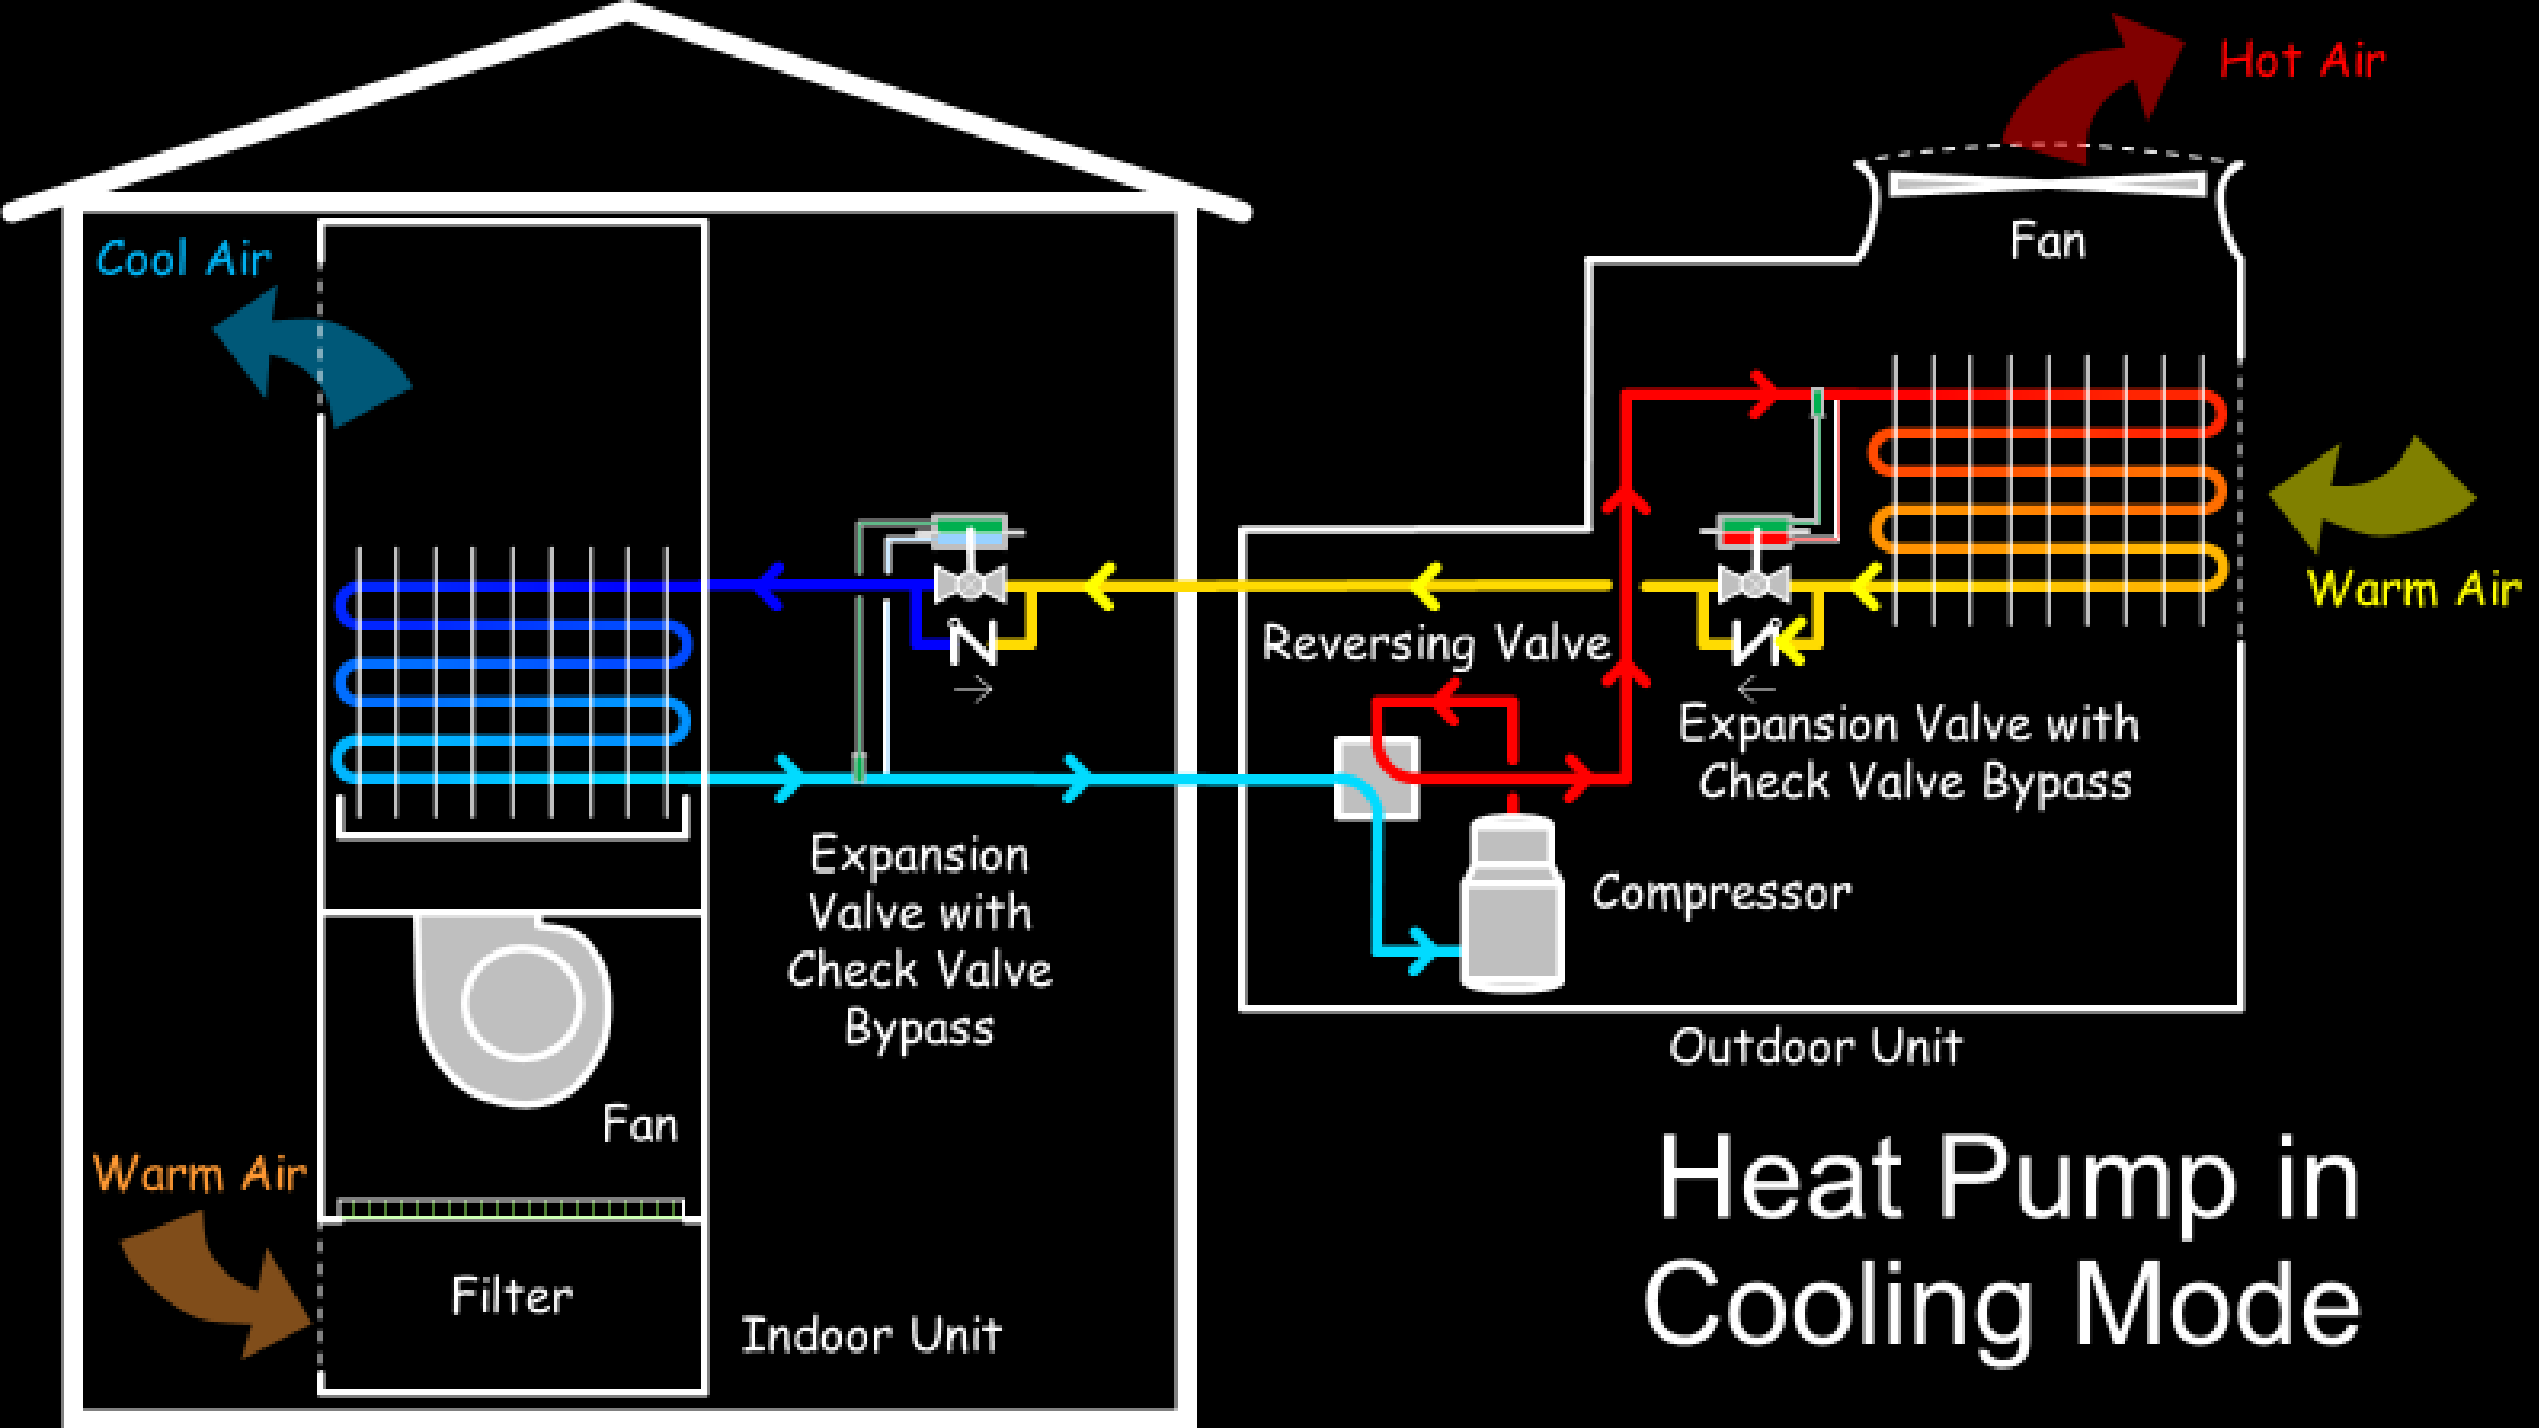 Hot Air
Fan
Cool Air
Warm Air
Reversing Valve
Expansion Valve with
Check Valve Bypass
Expansion
Valve with
Check Valve
Bypass
Compressor
Outdoor Unit
Fan
Warm Air
Filter
Indoor Unit
Heat Pump in
Cooling Mode